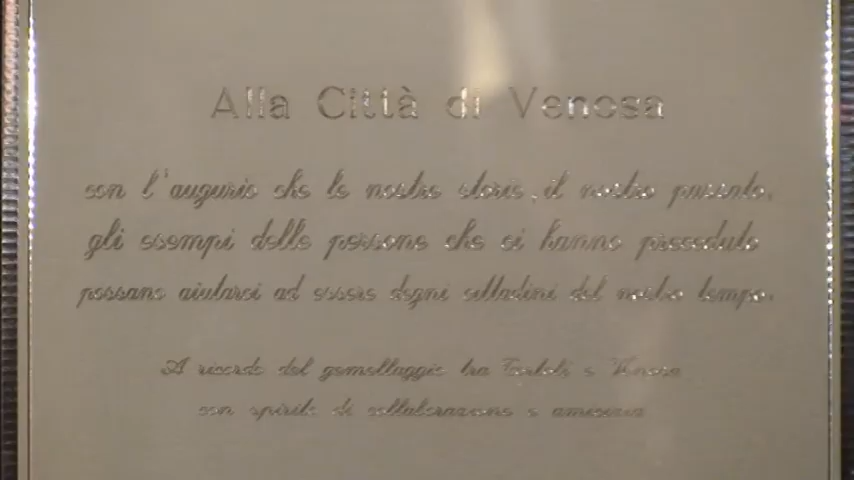 Alla Città di Venosa
con l'augurio che la nostra storia, il nostro passato,
gli esempi delle persone che ci hanno preceduto
possano aiutarci ad essere degni cittadini del nostro tempo.
A ricordo del gemellaggio tra Tortolì e Venosa
con spirito di collaborazione e amicizia